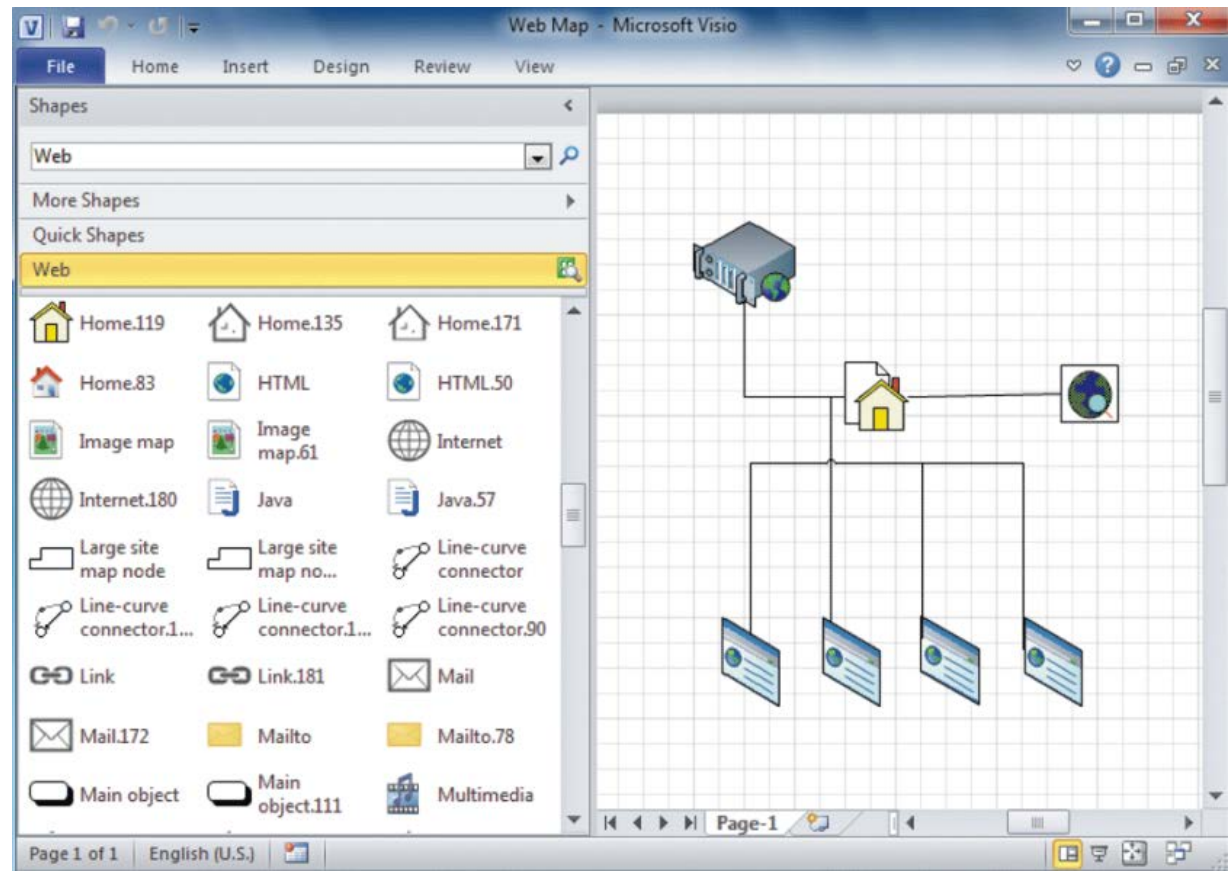 Web Map - Microsoft Visio
File Home Insert Design Review View
Shapes
Web
More Shapes
Quick Shapes
Web
Home.119 Home.135 Home.171
Home.83 HTML HTML.50
Image map Image map.61 Internet
Internet.180 Java Java.57
Large site map node Large site map no... Line-curve connector
Line-curve connector.1... Line-curve connector.1... Line-curve connector.90
Link Link.181 Mail
Mail.172 Mailto Mailto.78
Main object Main object.111 Multimedia
Page-1
Page 1 of 1 English (U.S.)